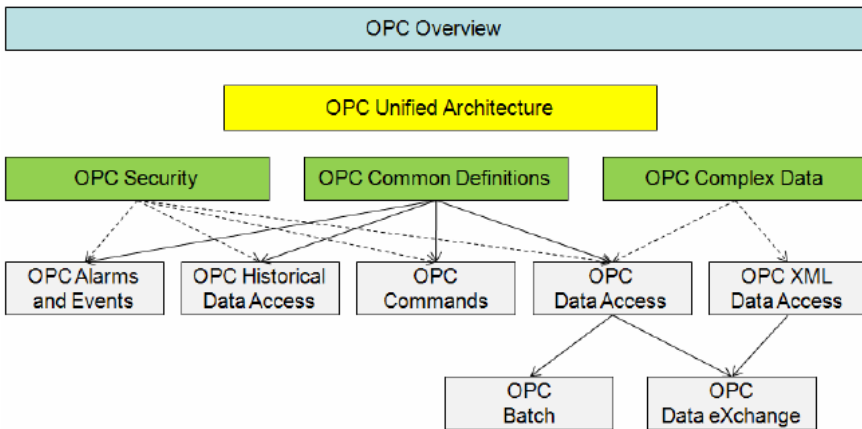 OPC Overview
OPC Unified Architecture
OPC Security
OPC Common Definitions
OPC Complex Data
OPC Alarms
and Events
OPC Historical
Data Access
OPC
Commands
OPC
Data Access
OPC XML
Data Access
OPC
Batch
OPC
Data eXchange